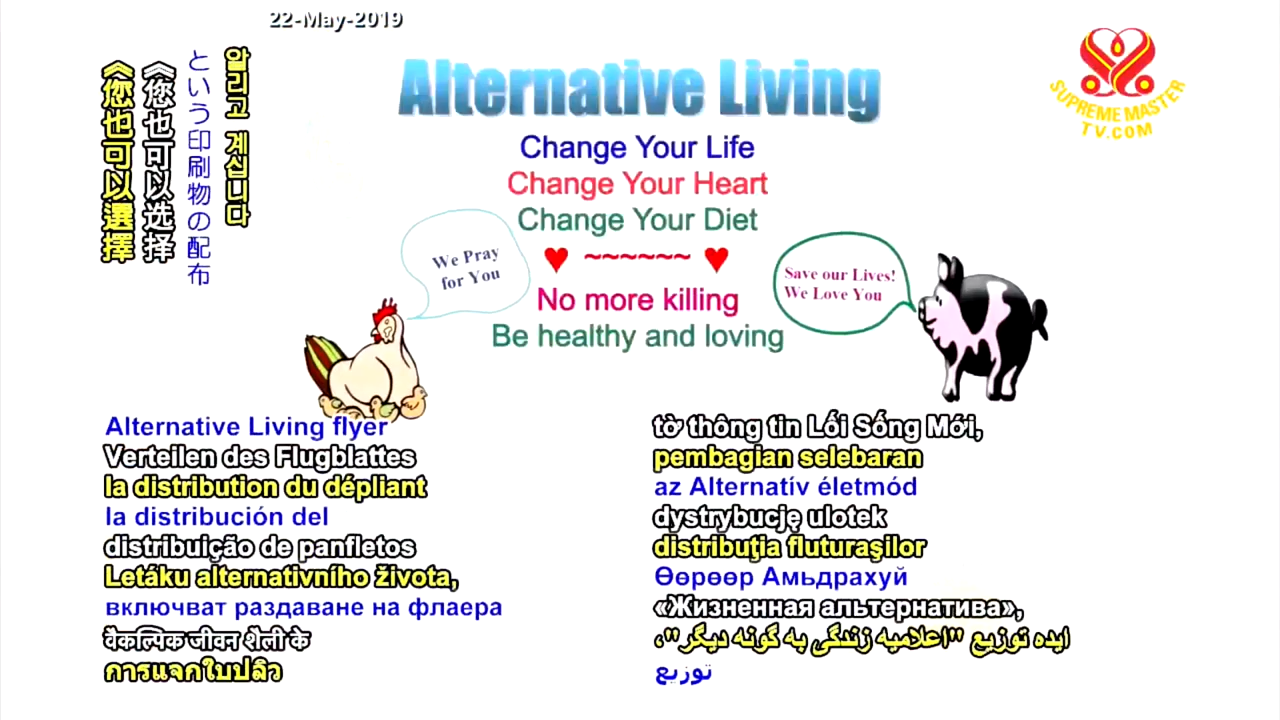 22-May-2019
알리고 계십니다
という印刷物の配布
《您也可以选择
《您也可以選擇
Alternative Living
SUPREME MASTER
TV.COM
Change Your Life
Change Your Heart
Change Your Diet
♥ ~~~~~~ ♥
We Pray
for You
Save our Lives!
We Love You
No more killing
Be healthy and loving
Alternative Living flyer
Verteilen des Flugblattes
la distribution du dépliant
la distribución del
distribuição de panfletos
Letáku alternativního života,
включват раздаване на флаера
वैकल्पिक जीवन शैली के
การแจกใบปลิว
tờ thông tin Lối Sống Mới,
pembagian selebaran
az Alternatív életmód
dystrybucję ulotek
distribuţia fluturaşilor
Өөрөөр Амьдрахуй
«Жизненная альтернатива»,
ایده توزیع "اعلامیه زندگی به گونه دیگر"،
توزيع